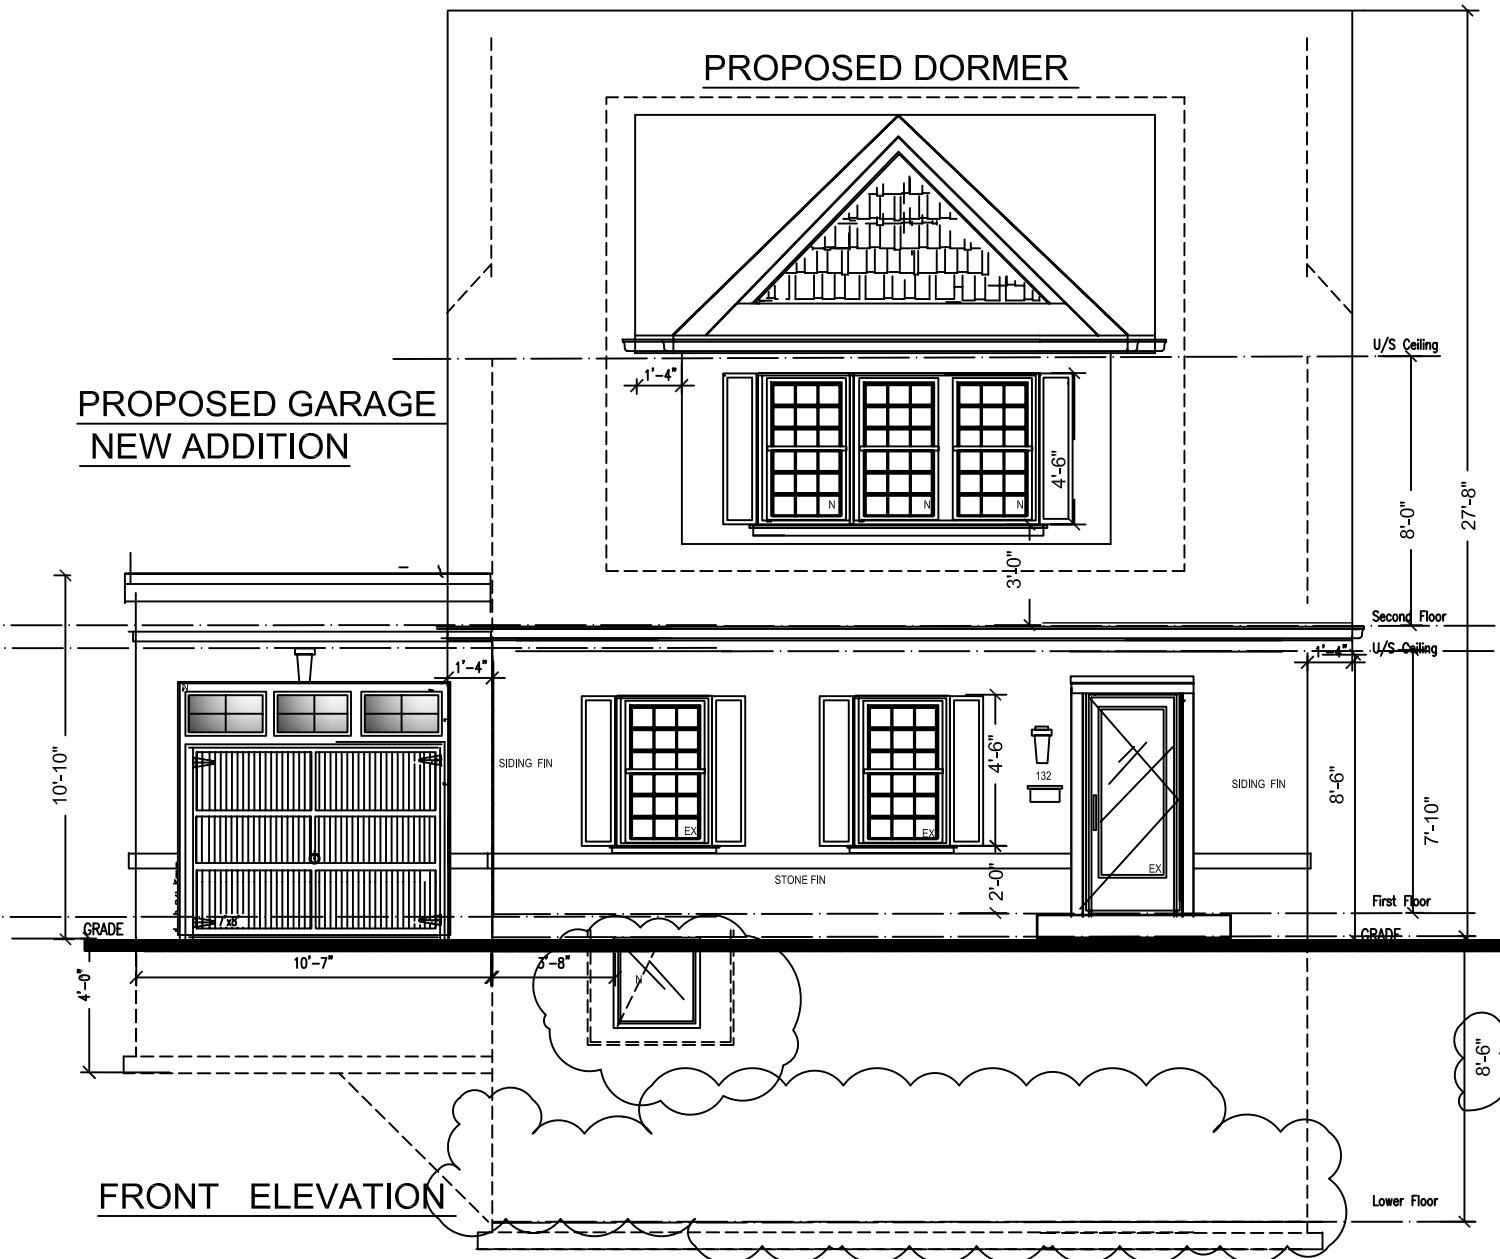 PROPOSED DORMER
U/S Ceiling
1'-4"
PROPOSED GARAGE
NEW ADDITION
4'-6"
8'-0"
27'-8"
N
N
N
3'-0"
Second Floor
U/S Ceiling
1'-4"
1'-4"
10'-10"
SIDING FIN
4'-6"
132
SIDING FIN
8'-6"
7'-10"
EX
EX
EX
STONE FIN
2'-0"
First Floor
7'x8'
GRADE
GRADE
10'-7"
3'-8"
4'-0"
N
8'-6"
FRONT ELEVATION
Lower Floor